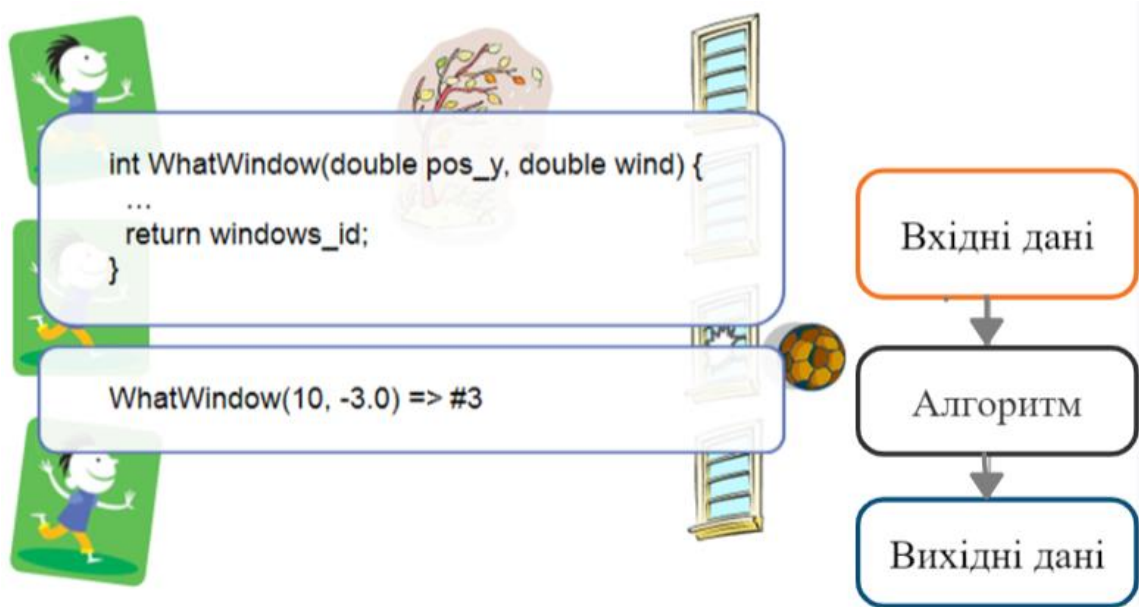 int WhatWindow(double pos_y, double wind) {
...
return windows_id;
}
WhatWindow(10, -3.0) => #3
Вхідні дані
Алгоритм
Вихідні дані